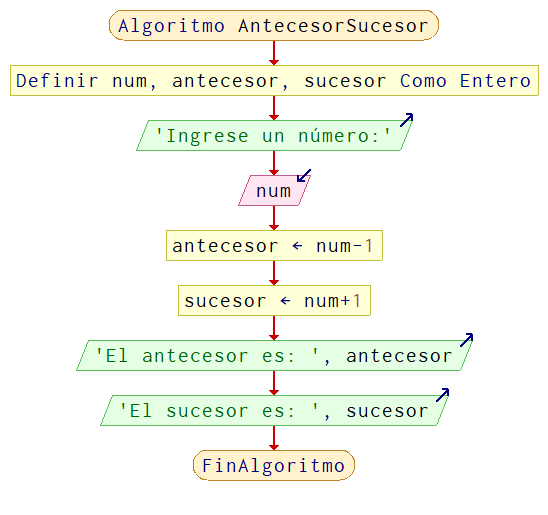 Algoritmo AntecesorSucesor
Definir num, antecesor, sucesor Como Entero
'Ingrese un número:'
num
antecesor ← num-1
sucesor ← num+1
'El antecesor es: ', antecesor
'El sucesor es: ', sucesor
FinAlgoritmo